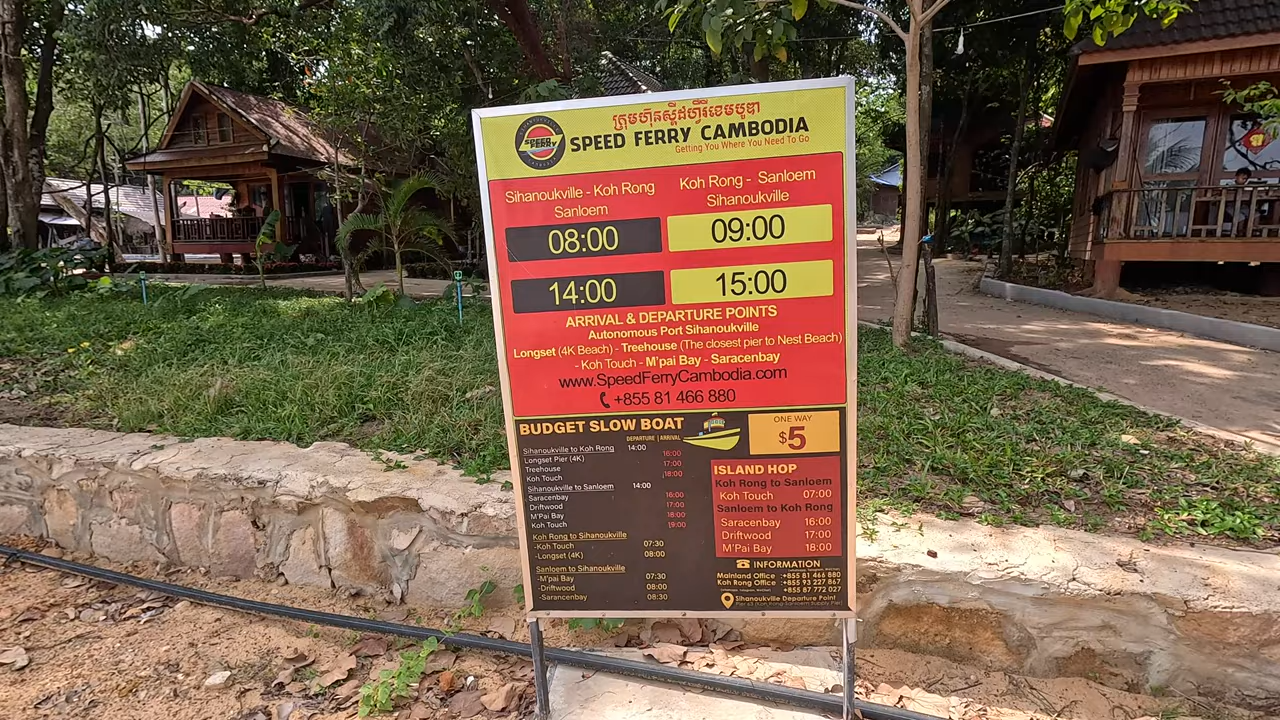 ក្រុមហ៊ុនស្ពីដហ្វឺរីខេមបូឌា
SPEED FERRY
SPEED FERRY CAMBODIA
Getting You Where You Need To Go
Sihanoukville - Koh Rong
Sanloem
08:00
14:00
Koh Rong - Sanloem
Sihanoukville
09:00
15:00
ARRIVAL & DEPARTURE POINTS
Autonomous Port Sihanoukville
Longset (4K Beach) - Treehouse (The closest pier to Nest Beach)
- Koh Touch - M'pai Bay - Saracenbay
www.SpeedFerryCambodia.com
+855 81 466 880
BUDGET SLOW BOAT
DEPARTURE | ARRIVAL
Sihanoukville to Koh Rong 14:00
Longset Pier (4K) 16:00
Treehouse 17:00
Koh Touch 18:00
Sihanoukville to Sanloem 14:00
Saracenbay 16:00
Driftwood 17:00
M'Pai Bay 18:00
Koh Touch 19:00
Koh Rong to Sihanoukville
-Koh Touch 07:30
-Longset (4K) 08:00
Sanloem to Sihanoukville
-M'pai Bay 07:30
-Driftwood 08:00
-Sarancenbay 08:30
ONE WAY
$5
ISLAND HOP
Koh Rong to Sanloem
Koh Touch 07:00
Sanloem to Koh Rong
Saracenbay 16:00
Driftwood 17:00
M'Pai Bay 18:00
INFORMATION
Mainland Office :+855 81 466 880
Koh Rong Office :+855 93 227 867
+855 87 772 027
Sihanoukville Departure Point